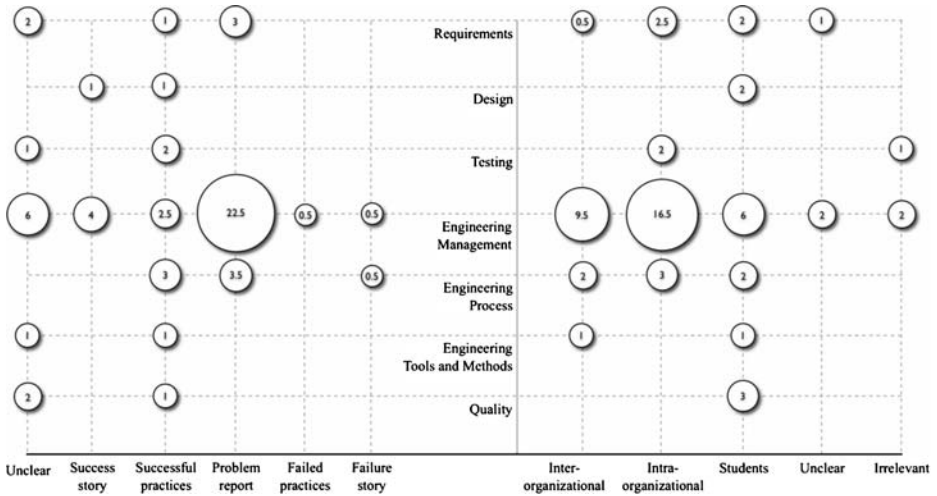 2 1 3 Requirements 0.5 2.5 2 1
1 1 Design 2
1 2 Testing 2 1
6 4 2.5 22.5 0.5 0.5 Engineering 9.5 16.5 6 2 2
Management
3 3.5 0.5 Engineering 2 3 2
Process
1 1 Engineering 1 1
Tools and Methods
2 1 Quality 3
Unclear Success Successful Problem Failed Failure Inter- Intra- Students Unclear Irrelevant
story practices report practices story organizational organizational